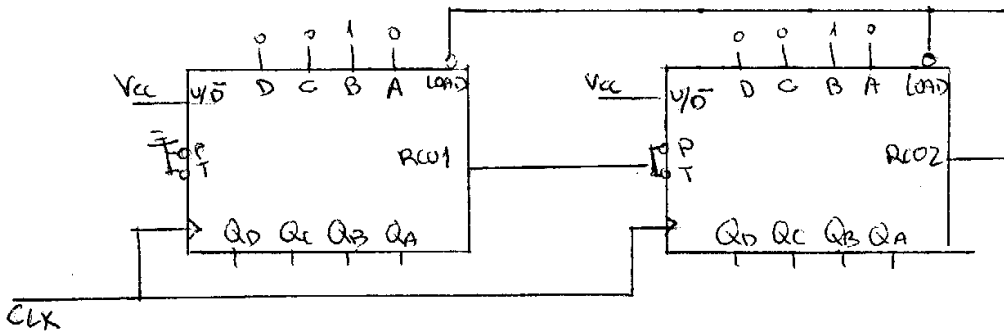 0 0 1 0 0 0 1 0
Vcc U/D̅ D C B A LOAD Vcc U/D̅ D C B A LOAD
P RCO1 P RCO2
T T
QD QC QB QA QD QC QB QA
CLK